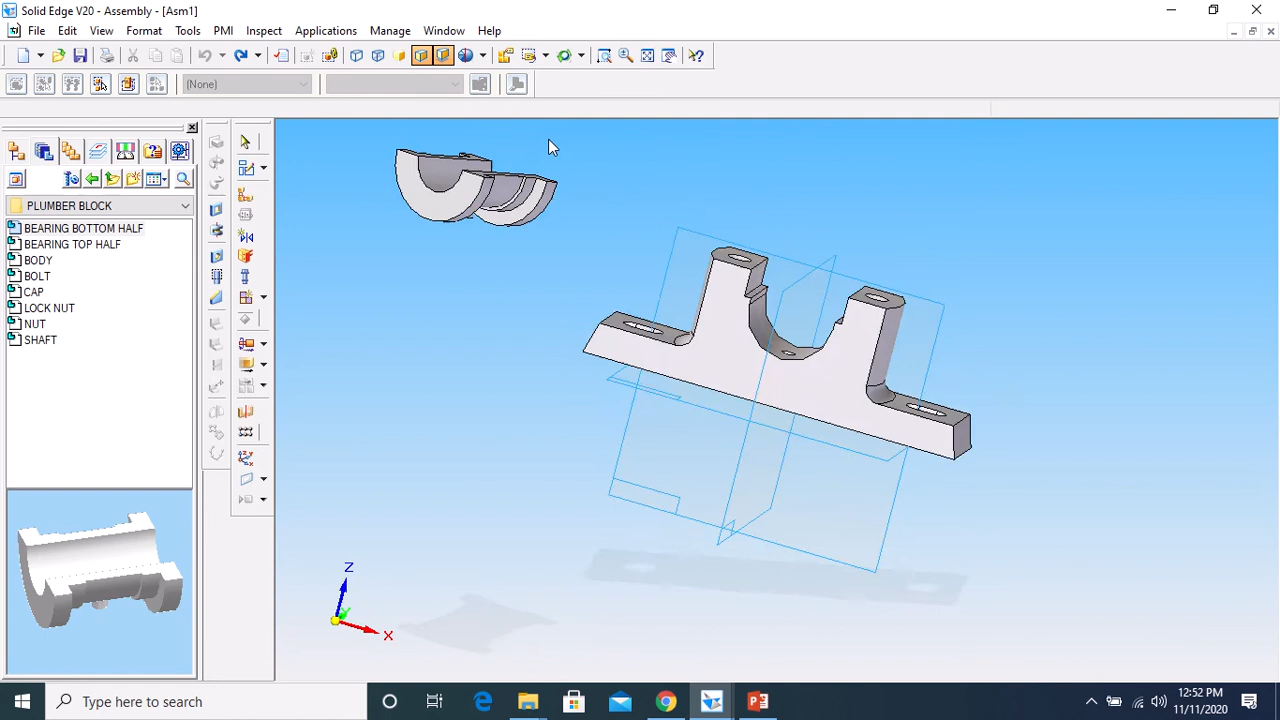 Solid Edge V20 - Assembly - [Asm1]
File Edit View Format Tools PMI Inspect Applications Manage Window Help
(None)
PLUMBER BLOCK
BEARING BOTTOM HALF
BEARING TOP HALF
BODY
BOLT
CAP
LOCK NUT
NUT
SHAFT
Z
Y
X
Type here to search
12:52 PM
11/11/2020